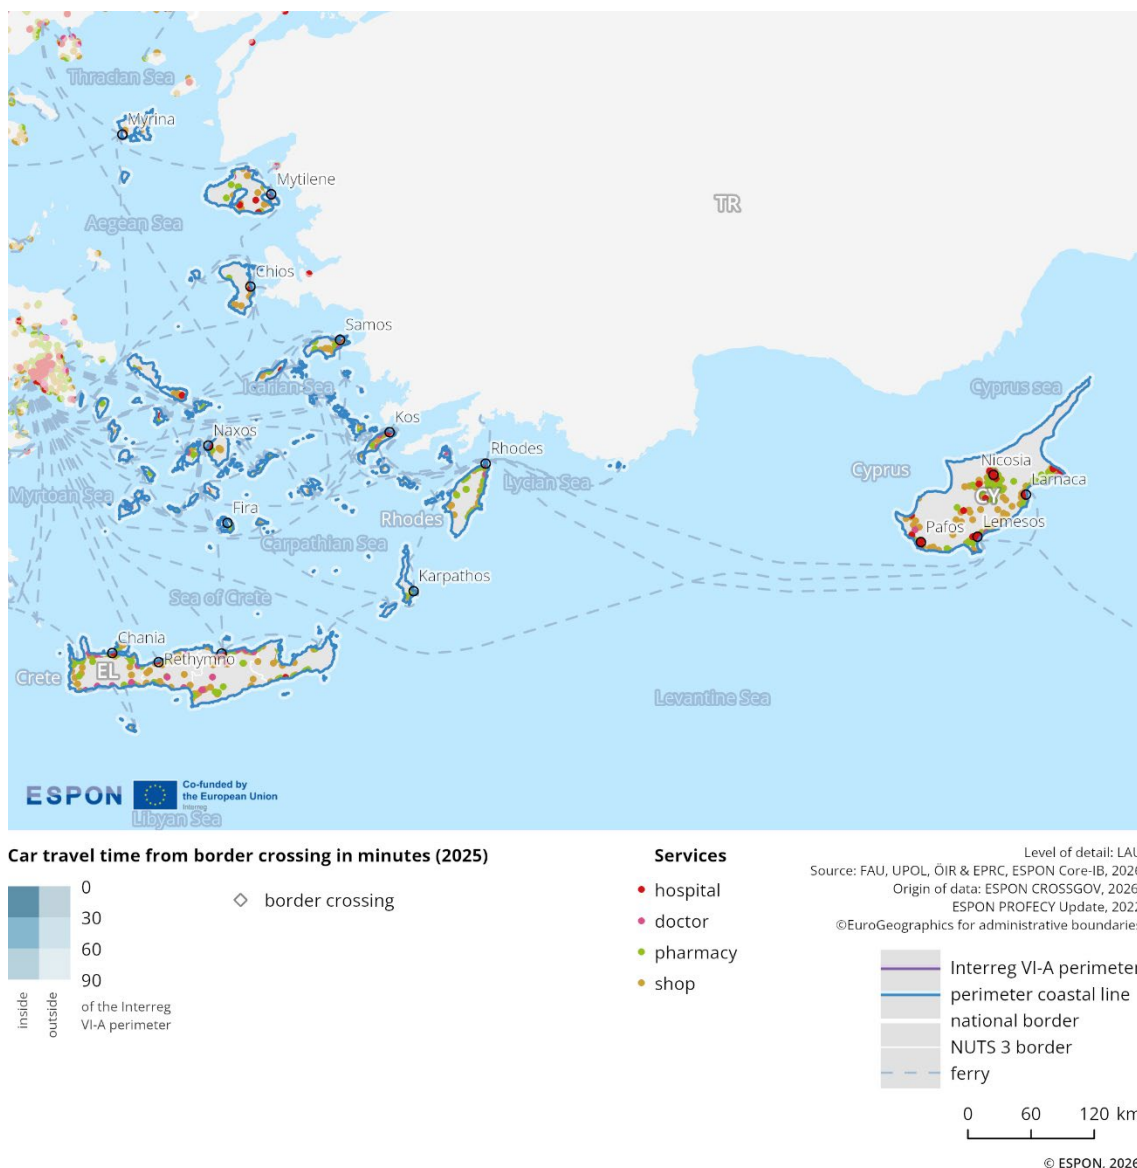 Thracian Sea
Myrina
Mytilene
TR
Aegean Sea
Chios
Samos
Icarian Sea
Cyprus sea
Kos
Naxos
Rhodes
Nicosia
Cyprus
Lycian Sea
Larnaca
Myrtoan Sea
CY
Fira
Rhodes
Pafos
Lemesos
Carpathian Sea
Karpathos
Sea of Crete
Chania
Rethymno
EL
Crete
Levantine Sea
ESPON
Co-funded by
the European Union
Interreg
Libyan Sea
Car travel time from border crossing in minutes (2025)
0
30
60
90
inside
outside
of the Interreg
VI-A perimeter
border crossing
Services
hospital
doctor
pharmacy
shop
Level of detail: LAU
Source: FAU, UPOL, ÖIR & EPRC, ESPON Core-IB, 2026
Origin of data: ESPON CROSSGOV, 2026
ESPON PROFECY Update, 2022
©EuroGeographics for administrative boundaries
Interreg VI-A perimeter
perimeter coastal line
national border
NUTS 3 border
ferry
0 60 120 km
© ESPON, 2026